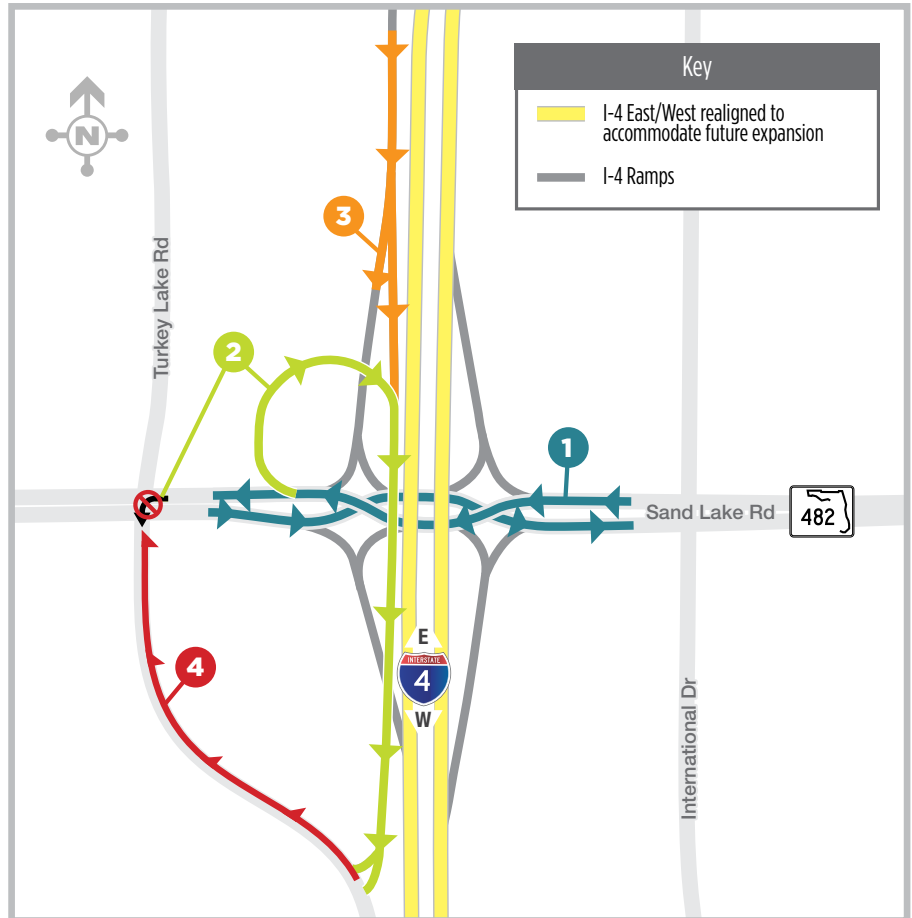 Key
I-4 East/West realigned to
accommodate future expansion
I-4 Ramps
N
3
Turkey Lake Rd
2
1
Sand Lake Rd
482
E
INTERSTATE
4
W
4
International Dr